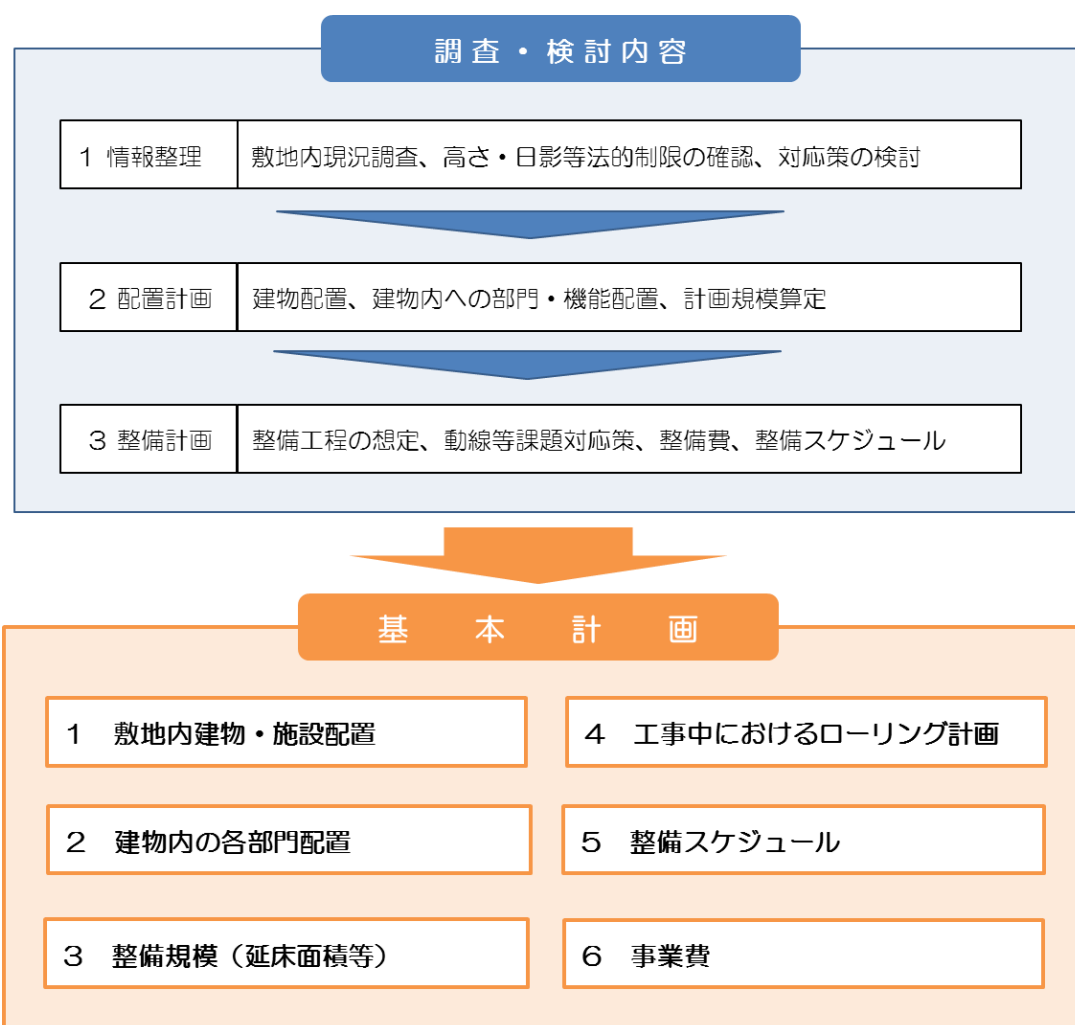 調査・検討内容
1 情報整理 敷地内現況調査、高さ・日影等法的制限の確認、対応策の検討
2 配置計画 建物配置、建物内への部門・機能配置、計画規模算定
3 整備計画 整備工程の想定、動線等課題対応策、整備費、整備スケジュール
基本計画
1 敷地内建物・施設配置
2 建物内の各部門配置
3 整備規模（延床面積等）
4 工事中におけるローリング計画
5 整備スケジュール
6 事業費